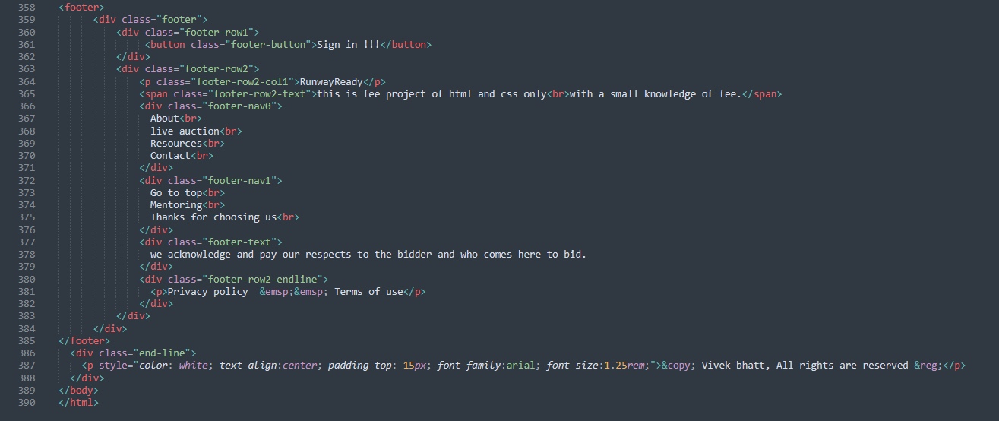 358 <footer>
359 <div class="footer">
360 <div class="footer-row1">
361 <button class="footer-button">Sign in !!!</button>
362 </div>
363 <div class="footer-row2">
364 <p class="footer-row2-col1">RunwayReady</p>
365 <span class="footer-row2-text">this is fee project of html and css only<br>with a small knowledge of fee.</span>
366 <div class="footer-nav0">
367 About<br>
368 live auction<br>
369 Resources<br>
370 Contact<br>
371 </div>
372 <div class="footer-nav1">
373 Go to top<br>
374 Mentoring<br>
375 Thanks for choosing us<br>
376 </div>
377 <div class="footer-text">
378 we acknowledge and pay our respects to the bidder and who comes here to bid.
379 </div>
380 <div class="footer-row2-endline">
381 <p>Privacy policy  &emsp;&emsp; Terms of use</p>
382 </div>
383 </div>
384 </div>
385 </footer>
386 <div class="end-line">
387 <p style="color: white; text-align:center; padding-top: 15px; font-family:arial; font-size:1.25rem;">&copy; Vivek bhatt, All rights are reserved &reg;</p>
388 </div>
389 </body>
390 </html>